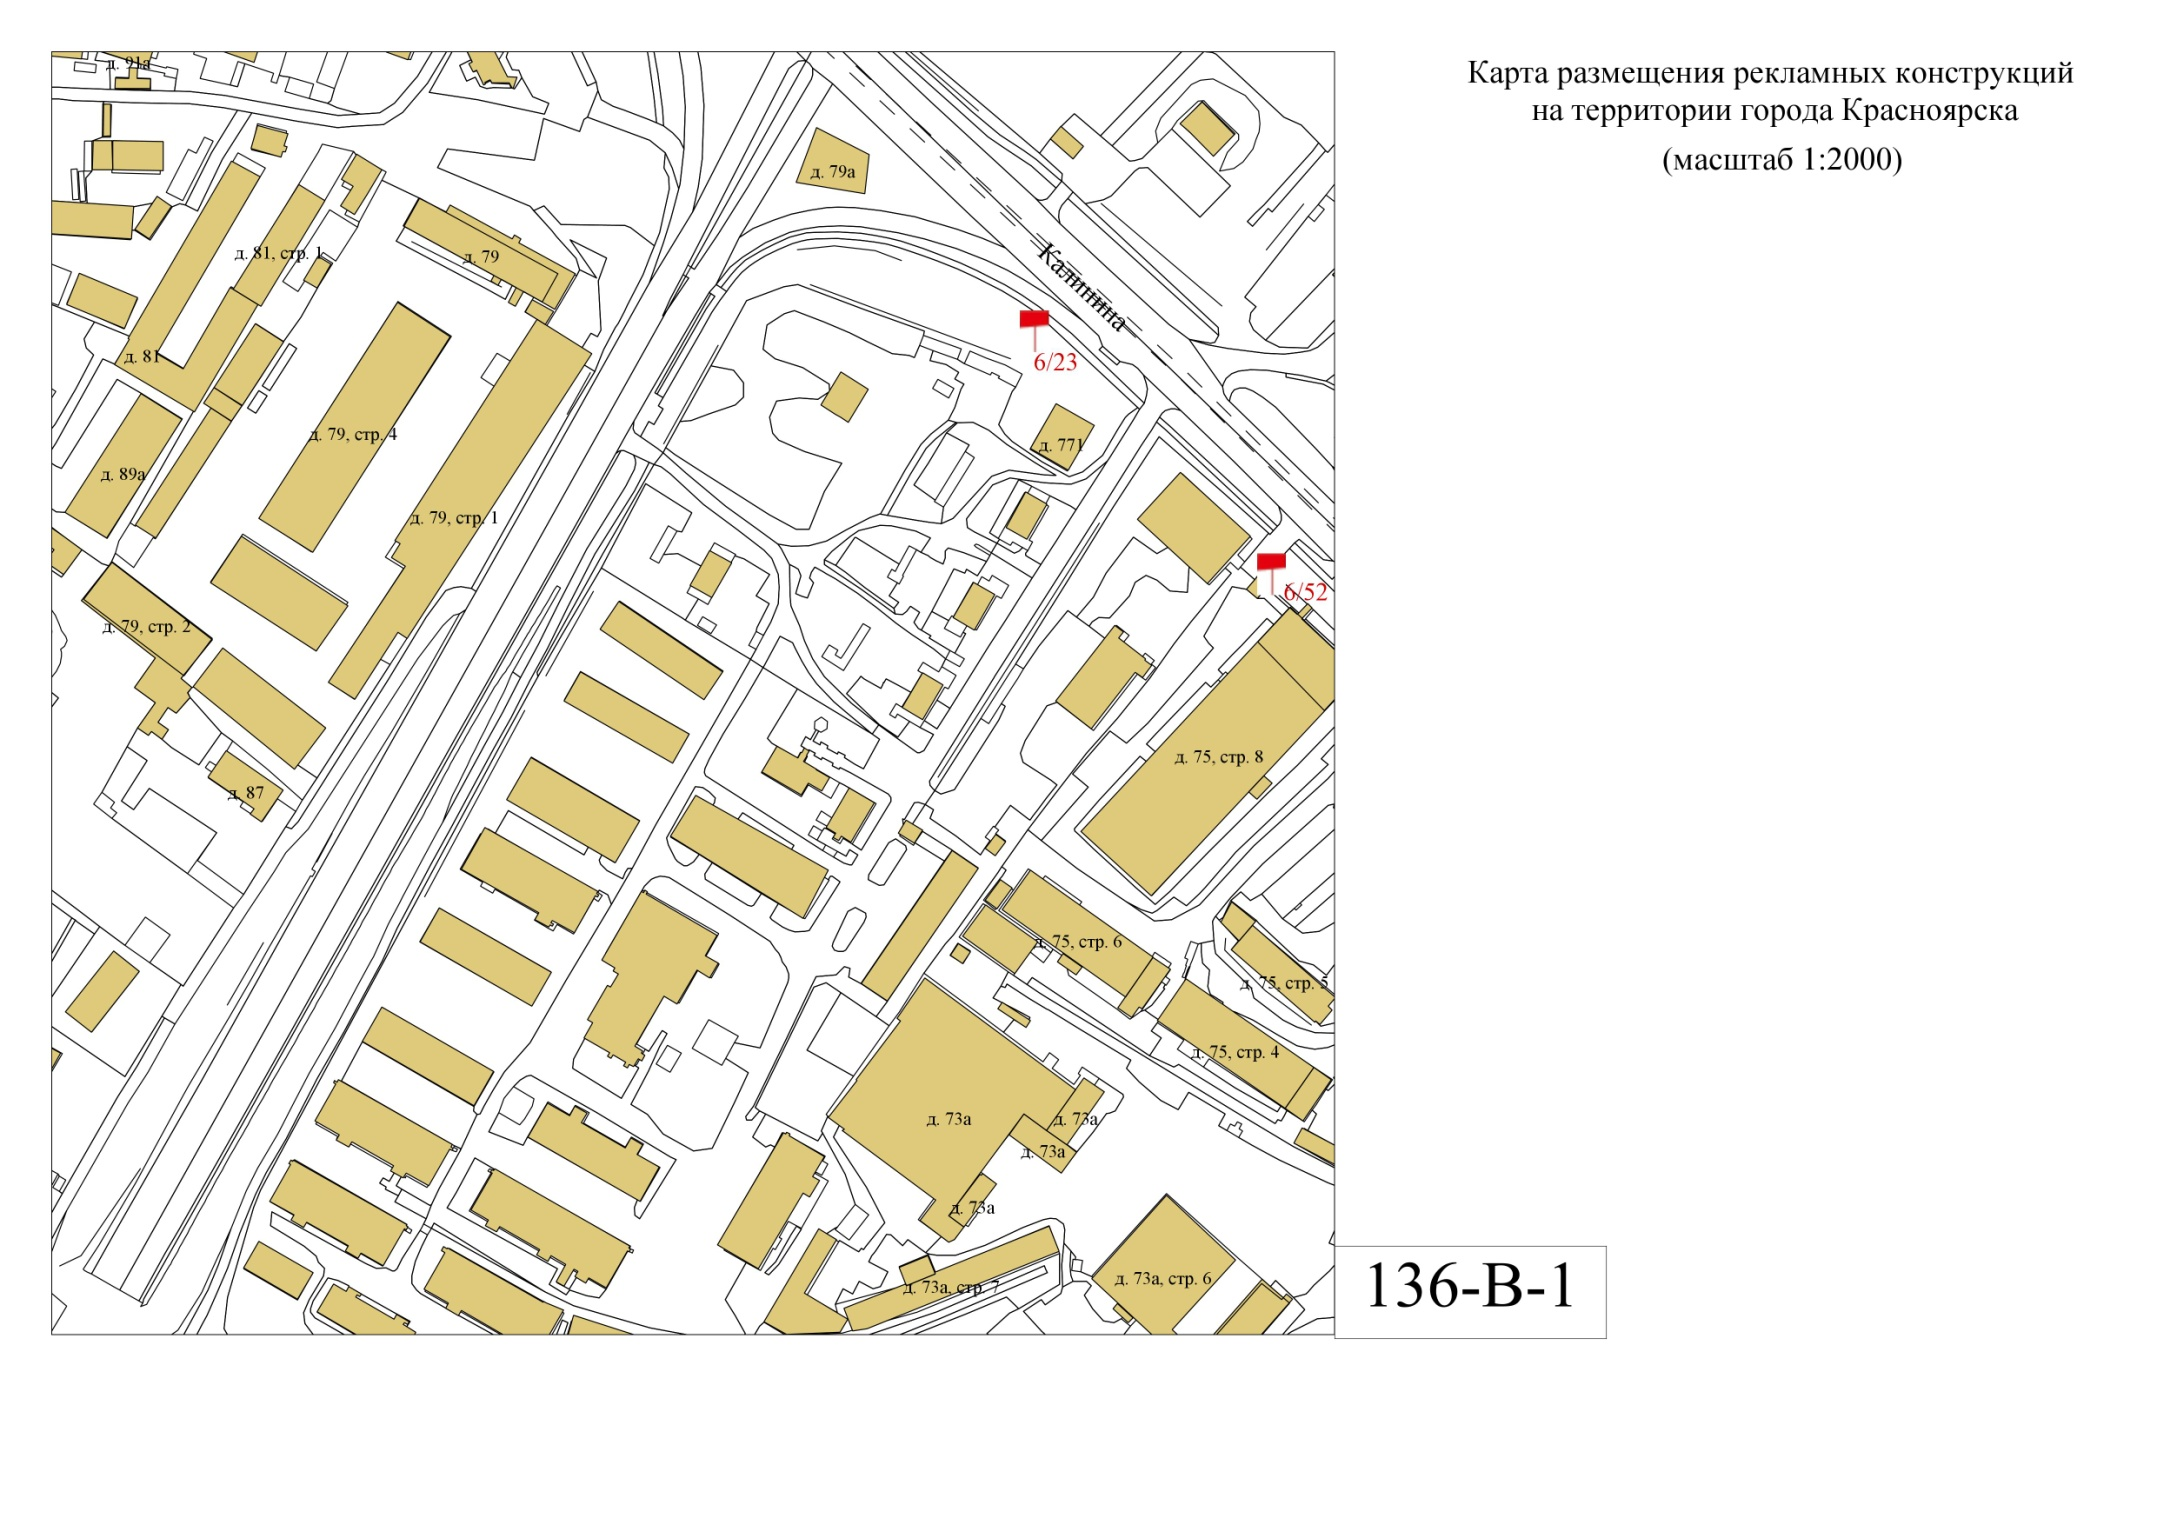 Карта размещения рекламных конструкций
на территории города Красноярска
(масштаб 1:2000)
д. 91а
д. 79а
д. 81, стр. 1
д. 79
Калинина
6/23
д. 81
д. 79, стр. 4
д. 771
д. 89а
д. 79, стр. 1
6/52
д. 79, стр. 2
д. 75, стр. 8
д. 87
д. 75, стр. 6
д. 75, стр. 5
д. 75, стр. 4
д. 73а
д. 73а
д. 73а
д. 73а
д. 73а, стр. 7
д. 73а, стр. 6
136-В-1